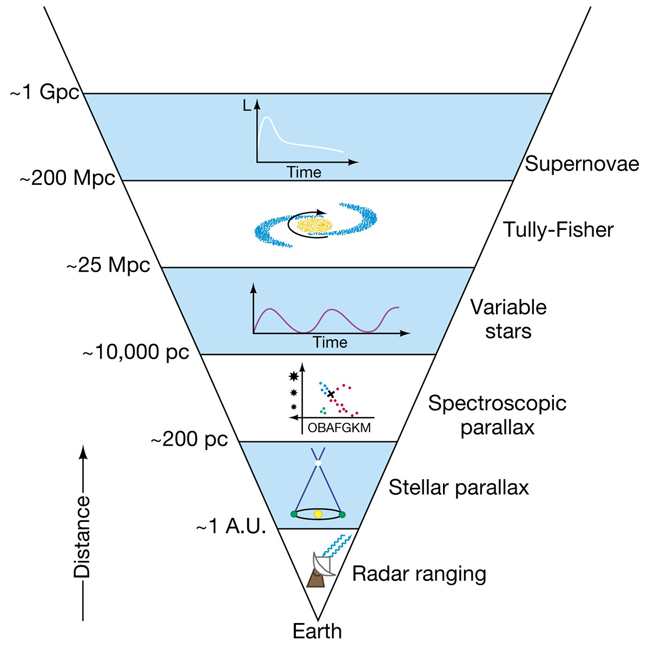 ~1 Gpc
L
Time
Supernovae
~200 Mpc
Tully-Fisher
~25 Mpc
Variable
stars
Time
~10,000 pc
Spectroscopic
parallax
OBAFGKM
~200 pc
Stellar parallax
~1 A.U.
Radar ranging
Distance
Earth